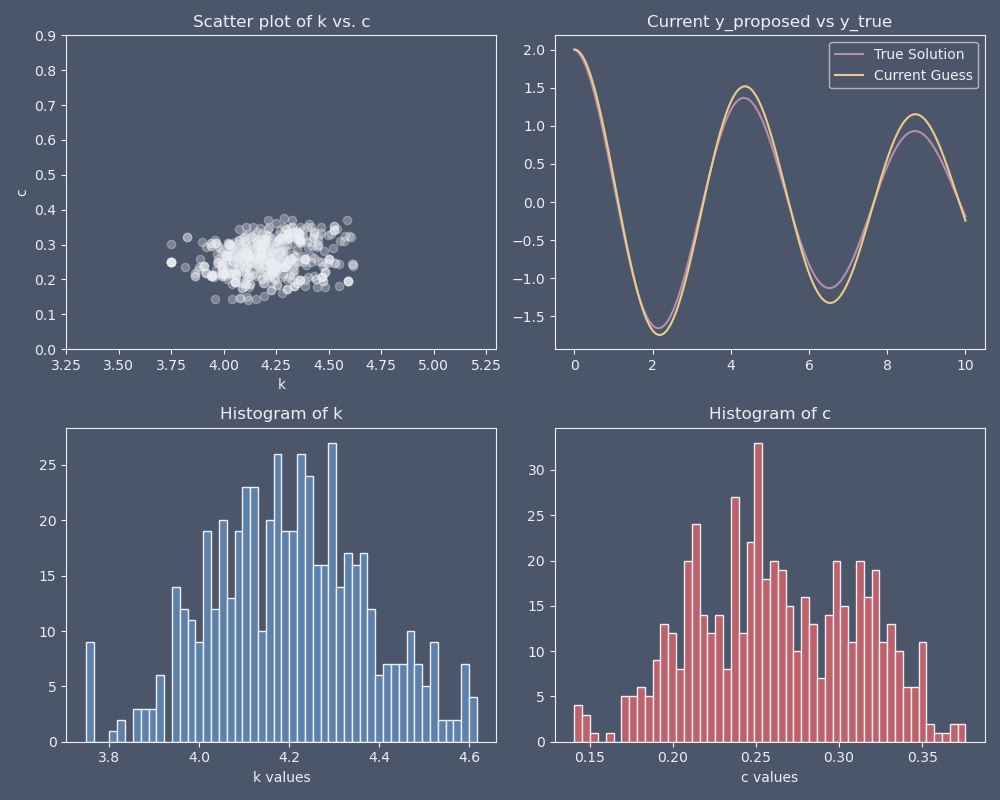 Scatter plot of k vs. c
0.9
0.8
0.7
0.6
0.5
0.4
0.3
0.2
0.1
0.0
c
3.25 3.50 3.75 4.00 4.25 4.50 4.75 5.00 5.25
k
Current y_proposed vs y_true
True Solution
Current Guess
2.0
1.5
1.0
0.5
0.0
−0.5
−1.0
−1.5
0 2 4 6 8 10
Histogram of k
25
20
15
10
5
0
3.8 4.0 4.2 4.4 4.6
k values
Histogram of c
30
25
20
15
10
5
0
0.15 0.20 0.25 0.30 0.35
c values